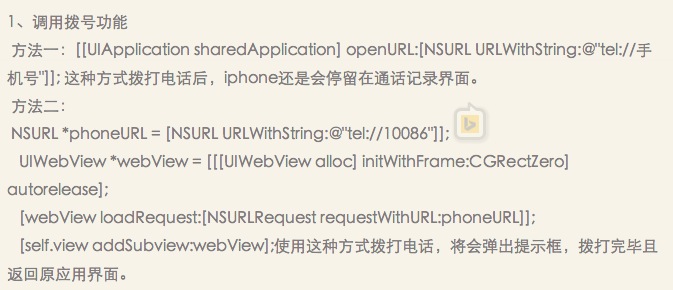 1、调用拨号功能
方法一：[[UIApplication sharedApplication] openURL:[NSURL URLWithString:@"tel://手
机号"]]; 这种方式拨打电话后，iphone还是会停留在通话记录界面。
方法二：
NSURL *phoneURL = [NSURL URLWithString:@"tel://10086"]];
UIWebView *webView = [[[UIWebView alloc] initWithFrame:CGRectZero]
autorelease];
[webView loadRequest:[NSURLRequest requestWithURL:phoneURL]];
[self.view addSubview:webView];使用这种方式拨打电话，将会弹出提示框，拨打完毕且
返回原应用界面。